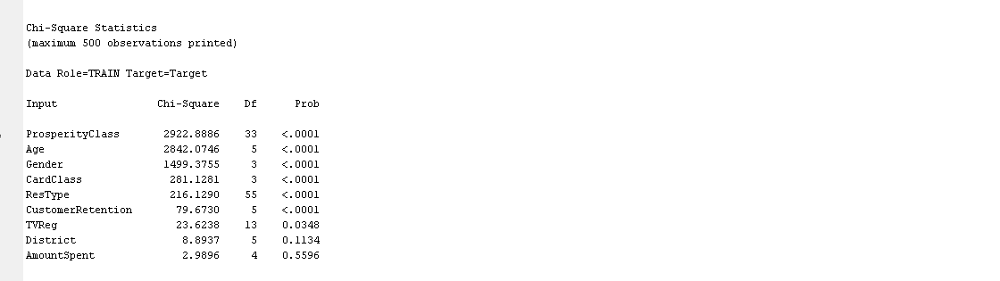 Chi-Square Statistics
(maximum 500 observations printed)
Data Role=TRAIN Target=Target
Input Chi-Square Df Prob
ProsperityClass 2922.8886 33 <.0001
Age 2842.0746 5 <.0001
Gender 1499.3755 3 <.0001
CardClass 281.1281 3 <.0001
ResType 216.1290 55 <.0001
CustomerRetention 79.6730 5 <.0001
TVReg 23.6238 13 0.0348
District 8.8937 5 0.1134
AmountSpent 2.9896 4 0.5596